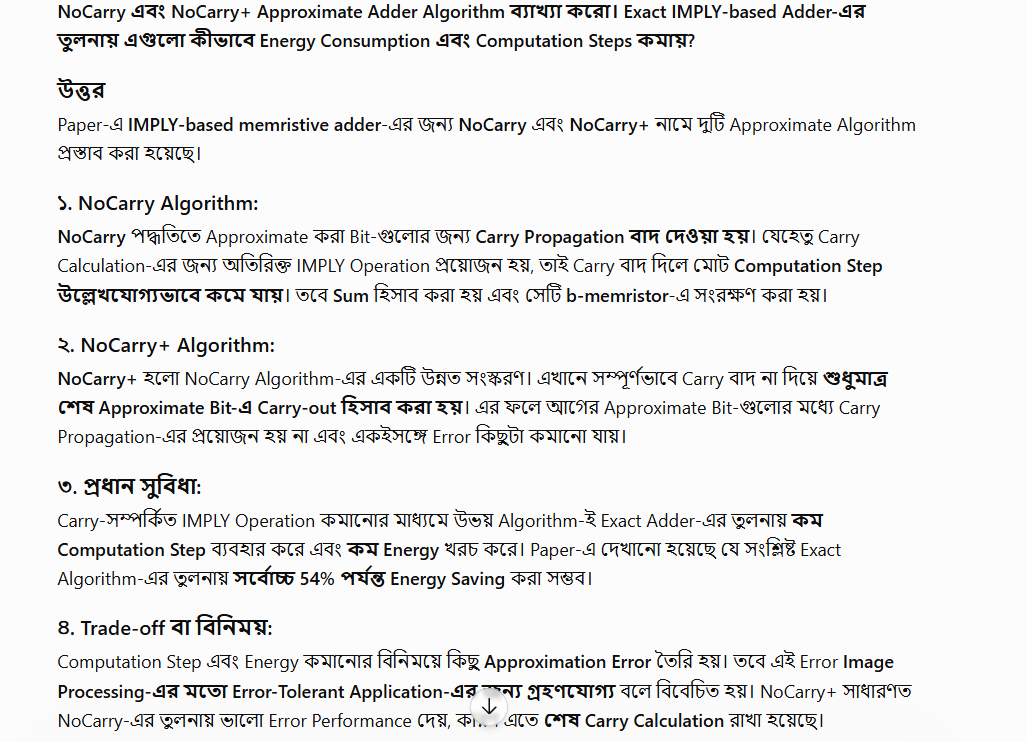 NoCarry এবং NoCarry+ Approximate Adder Algorithm ব্যাখ্যা করো। Exact IMPLY-based Adder-এর
তুলনায় এগুলো কীভাবে Energy Consumption এবং Computation Steps কমায়?
উত্তর
Paper-এ IMPLY-based memristive adder-এর জন্য NoCarry এবং NoCarry+ নামে দুটি Approximate Algorithm
প্রস্তাব করা হয়েছে।
১. NoCarry Algorithm:
NoCarry পদ্ধতিতে Approximate করা Bit-গুলোর জন্য Carry Propagation বাদ দেওয়া হয়। যেহেতু Carry
Calculation-এর জন্য অতিরিক্ত IMPLY Operation প্রয়োজন হয়, তাই Carry বাদ দিলে মোট Computation Step
উল্লেখযোগ্যভাবে কমে যায়। তবে Sum হিসাব করা হয় এবং সেটি b-memristor-এ সংরক্ষণ করা হয়।
২. NoCarry+ Algorithm:
NoCarry+ হলো NoCarry Algorithm-এর একটি উন্নত সংস্করণ। এখানে সম্পূর্ণভাবে Carry বাদ না দিয়ে শুধুমাত্র
শেষ Approximate Bit-এ Carry-out হিসাব করা হয়। এর ফলে আগের Approximate Bit-গুলোর মধ্যে Carry
Propagation-এর প্রয়োজন হয় না এবং একইসঙ্গে Error কিছুটা কমানো যায়।
৩. প্রধান সুবিধা:
Carry-সম্পর্কিত IMPLY Operation কমানোর মাধ্যমে উভয় Algorithm-ই Exact Adder-এর তুলনায় কম
Computation Step ব্যবহার করে এবং কম Energy খরচ করে। Paper-এ দেখানো হয়েছে যে সংশ্লিষ্ট Exact
Algorithm-এর তুলনায় সর্বোচ্চ 54% পর্যন্ত Energy Saving করা সম্ভব।
৪. Trade-off বা বিনিময়:
Computation Step এবং Energy কমানোর বিনিময়ে কিছু Approximation Error তৈরি হয়। তবে এই Error Image
Processing-এর মতো Error-Tolerant Application-এর জন্য গ্রহণযোগ্য বলে বিবেচিত হয়। NoCarry+ সাধারণত
NoCarry-এর তুলনায় ভালো Error Performance দেয়, এতে শেষ Carry Calculation রাখা হয়েছে।